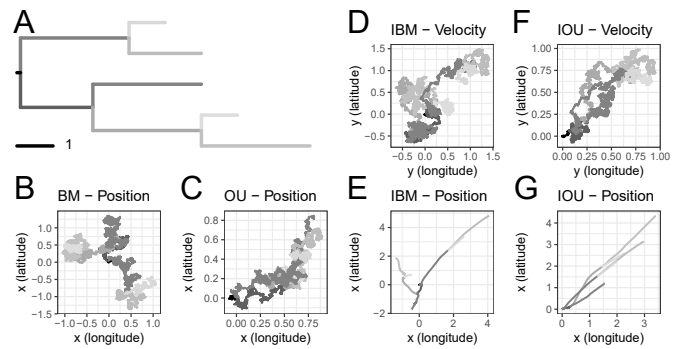 A
1
D IBM − Velocity
y (latitude)
1.5
1.0
0.5
0.0
−0.5
−0.5 0.0 0.5 1.0 1.5
y (longitude)
F IOU − Velocity
y (latitude)
1.00
0.75
0.50
0.25
0.00
0.00 0.25 0.50 0.75 1.00
y (longitude)
B BM − Position
x (latitude)
1.0
0.5
0.0
−0.5
−1.0
−1.5
−1.0 −0.5 0.0 0.5 1.0
x (longitude)
C OU − Position
x (latitude)
0.8
0.6
0.4
0.2
0.0
0.00 0.25 0.50 0.75
x (longitude)
E IBM − Position
x (latitude)
4
2
0
−2
0 2 4
x (longitude)
G IOU − Position
x (latitude)
4
2
0
0 1 2 3
x (longitude)